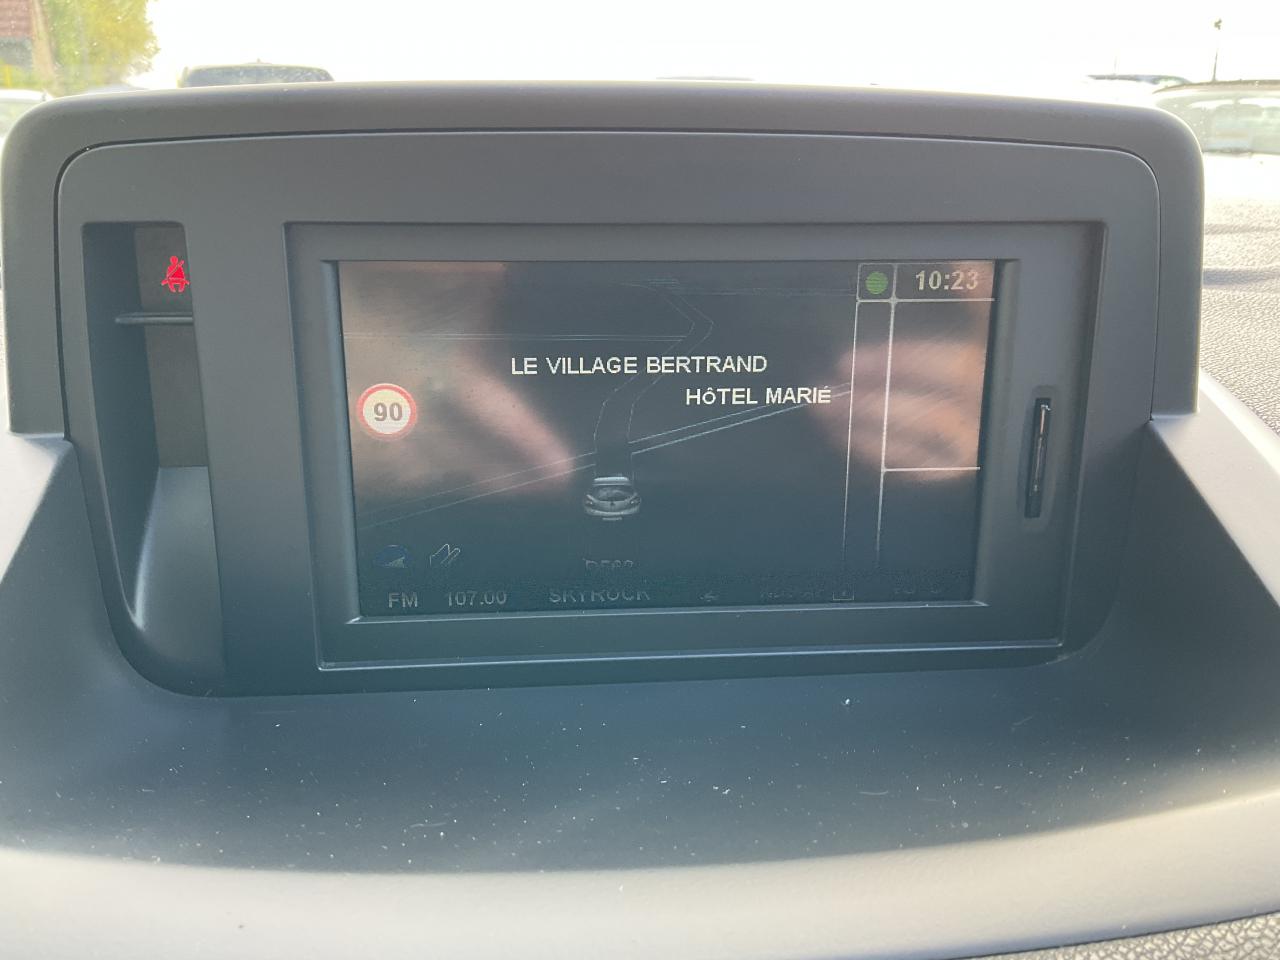 10:23
LE VILLAGE BERTRAND
HÔTEL MARIÉ
90
FM 107.00 SKYROCK